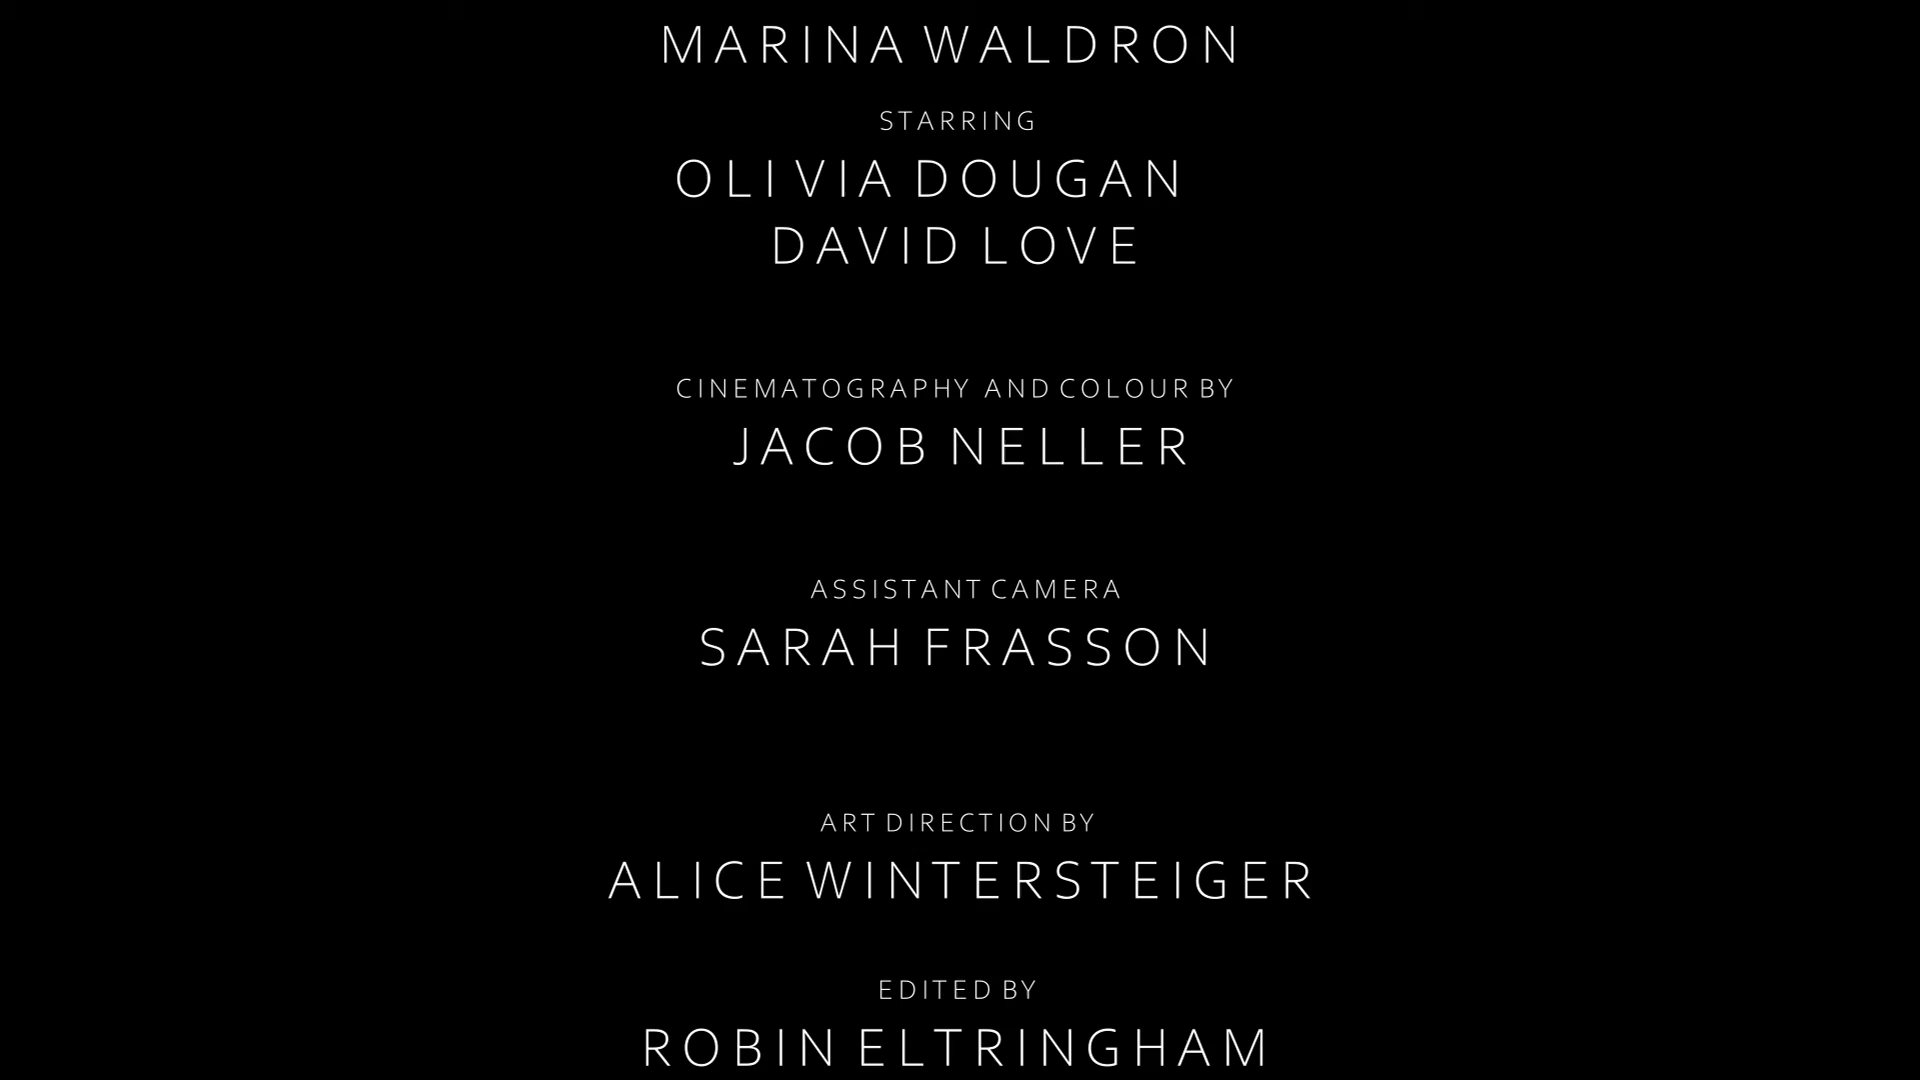 MARINA WALDRON
STARRING
OLIVIA DOUGAN
DAVID LOVE
CINEMATOGRAPHY AND COLOUR BY
JACOB NELLER
ASSISTANT CAMERA
SARAH FRASSON
ART DIRECTION BY
ALICE WINTERSTEIGER
EDITED BY
ROBIN ELTRINGHAM